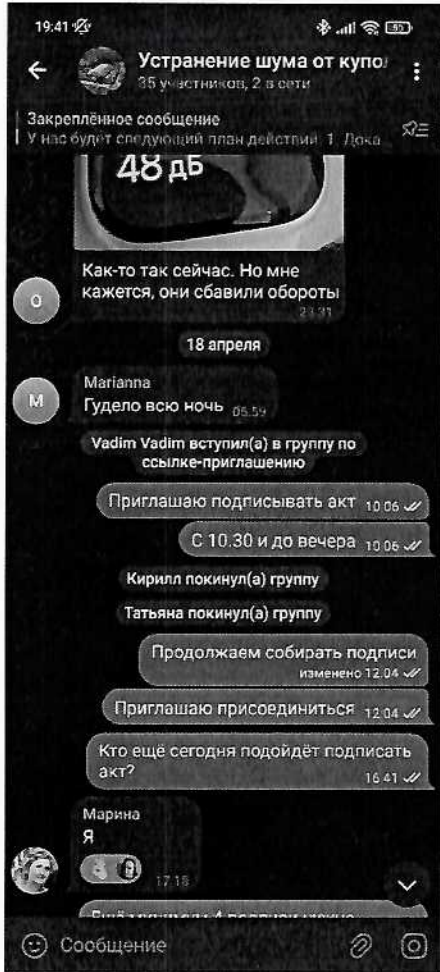 19:41
Устранение шума от купо
35 участников, 2 в сети
Закреплённое сообщение
У нас будет следующий план действий 1. Дока
48 дБ
Как-то так сейчас. Но мне
кажется, они сбавили обороты
23:31
О
18 апреля
Marianna
М
Гудело всю ночь 05:59
Vadim Vadim вступил(а) в группу по
ссылке-приглашению
Приглашаю подписывать акт 10:06
С 10.30 и до вечера 10:06
Кирилл покинул(а) группу
Татьяна покинул(а) группу
Продолжаем собирать подписи
изменено 12:04
Приглашаю присоединиться 12:04
Кто ещё сегодня подойдёт подписать
акт?
16:41
Марина
Я
17:18
Сообщение